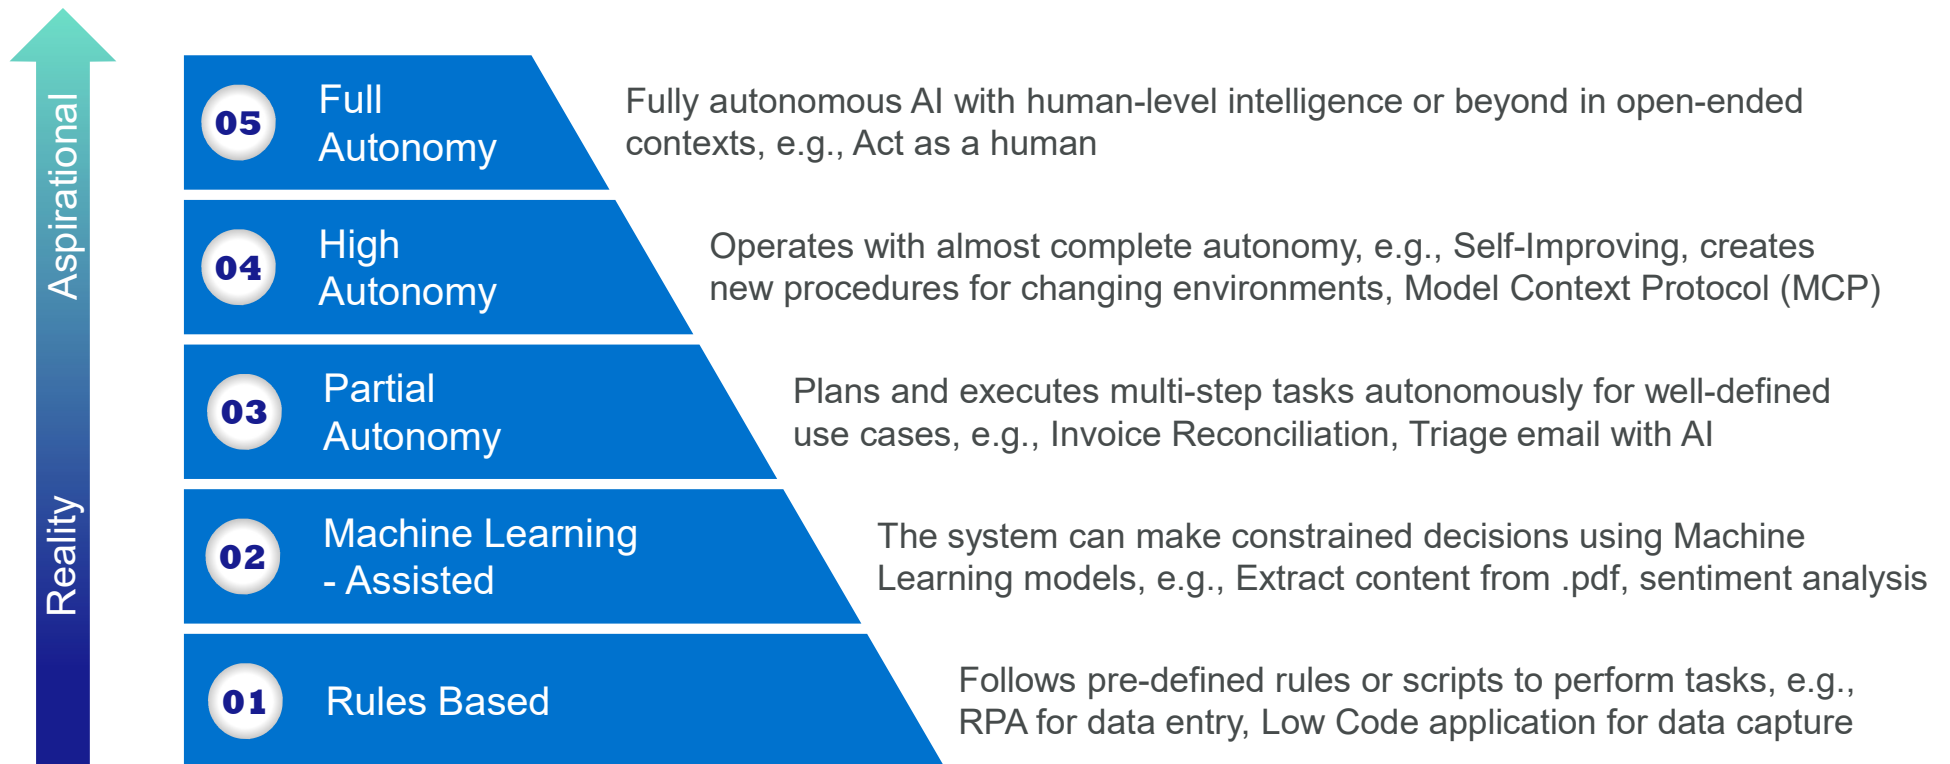 Aspirational
Reality
05
Full
Autonomy
Fully autonomous AI with human-level intelligence or beyond in open-ended
contexts, e.g., Act as a human
04
High
Autonomy
Operates with almost complete autonomy, e.g., Self-Improving, creates
new procedures for changing environments, Model Context Protocol (MCP)
03
Partial
Autonomy
Plans and executes multi-step tasks autonomously for well-defined
use cases, e.g., Invoice Reconciliation, Triage email with AI
02
Machine Learning
- Assisted
The system can make constrained decisions using Machine
Learning models, e.g., Extract content from .pdf, sentiment analysis
01
Rules Based
Follows pre-defined rules or scripts to perform tasks, e.g.,
RPA for data entry, Low Code application for data capture